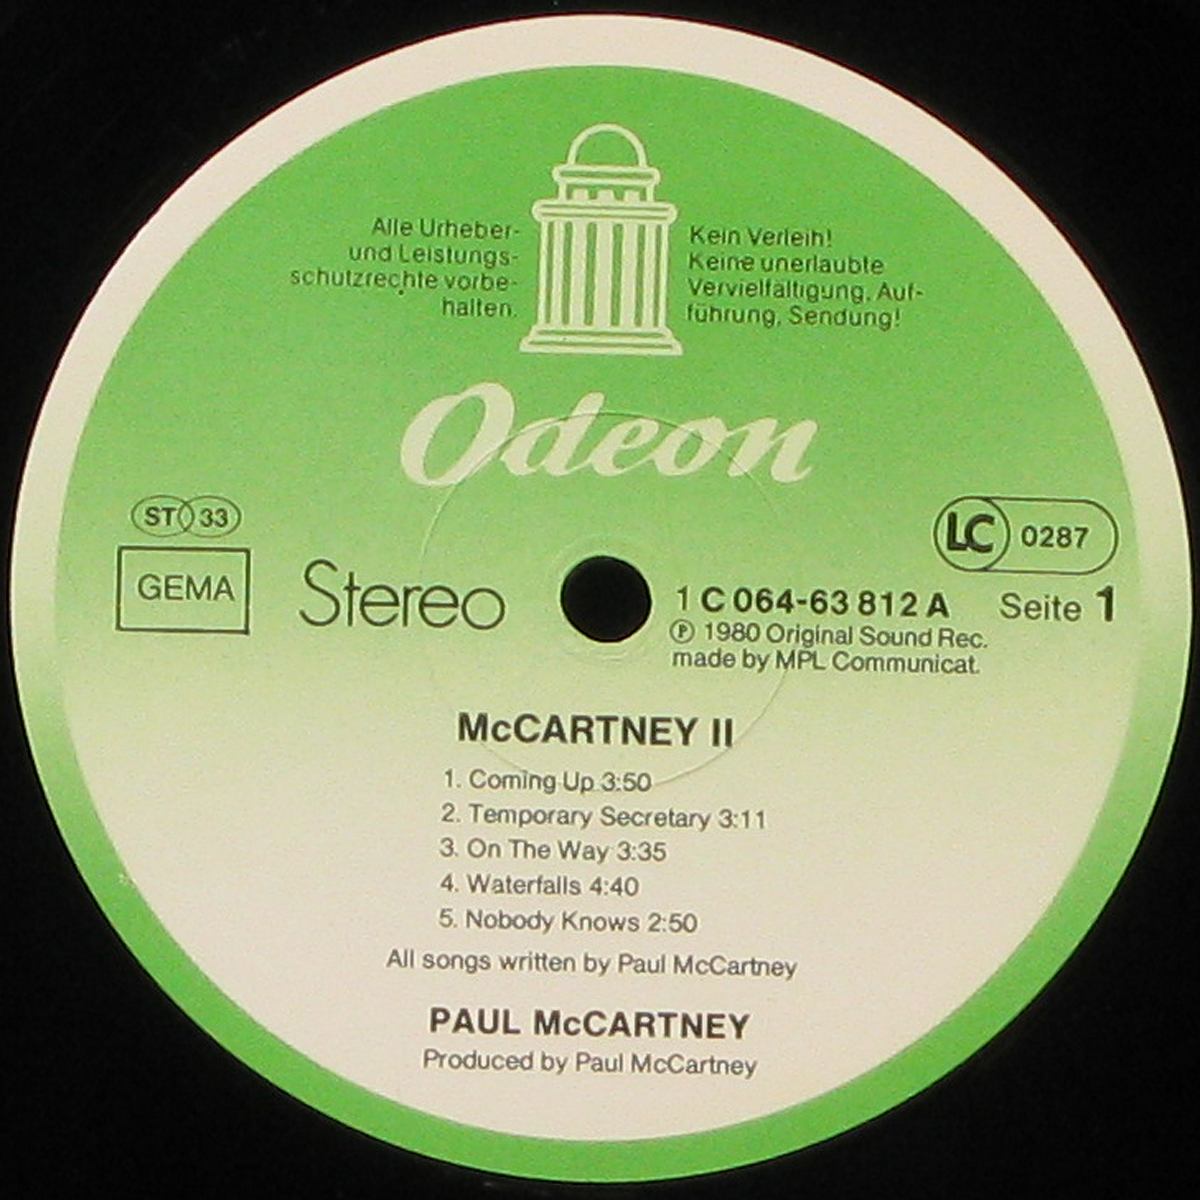 Alle Urheber-
und Leistungs-
schutzrechte vorbe-
halten.
Kein Verleih!
Keine unerlaubte
Vervielfältigung, Auf-
führung, Sendung!
Odeon
ST 33
GEMA
Stereo
LC 0287
1 C 064-63 812 A
Seite 1
℗ 1980 Original Sound Rec.
made by MPL Communicat.
McCARTNEY II
1. Coming Up 3:50
2. Temporary Secretary 3:11
3. On The Way 3:35
4. Waterfalls 4:40
5. Nobody Knows 2:50
All songs written by Paul McCartney
PAUL McCARTNEY
Produced by Paul McCartney